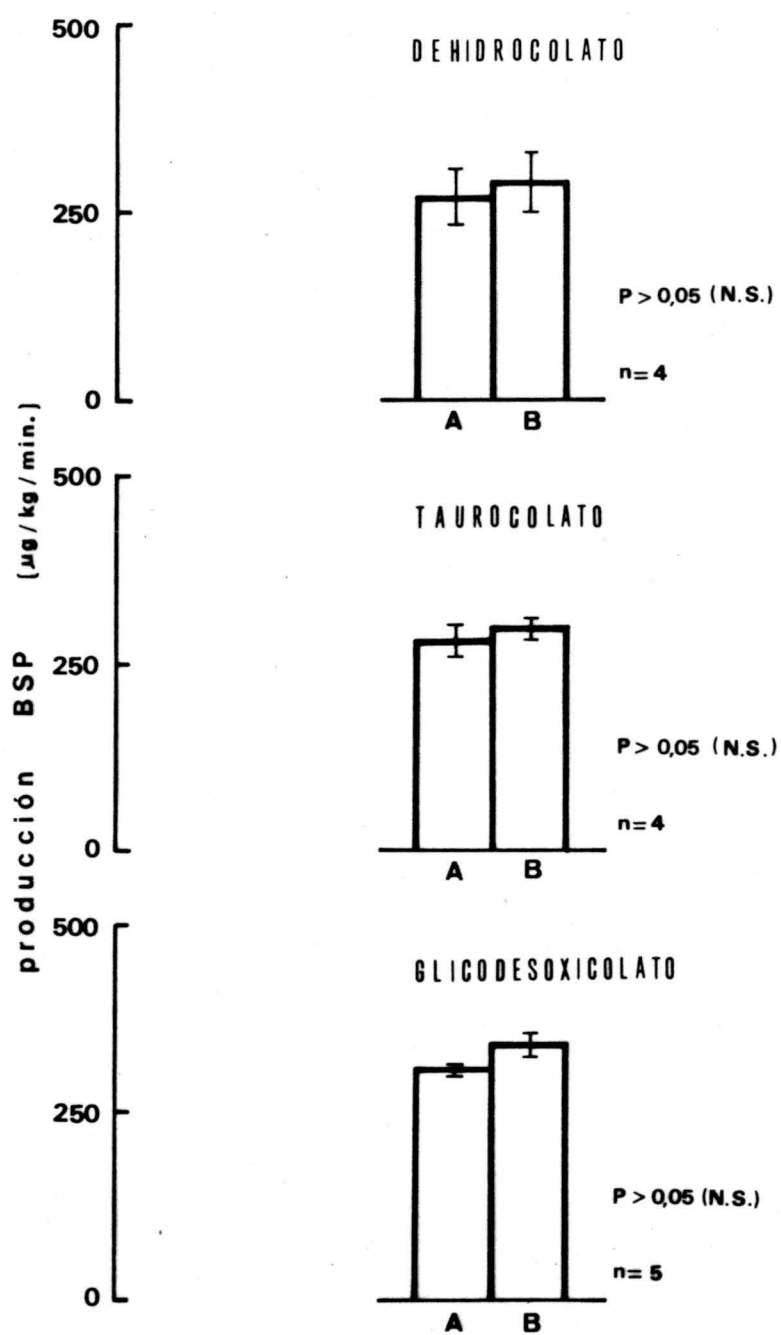 producción BSP (µg/kg/min.)
500
250
0
DEHIDROCOLATO
P > 0,05 (N.S.)
n=4
A B
500
250
0
TAUROCOLATO
P > 0,05 (N.S.)
n=4
A B
500
250
0
GLICODESOXICOLATO
P > 0,05 (N.S.)
n=5
A B